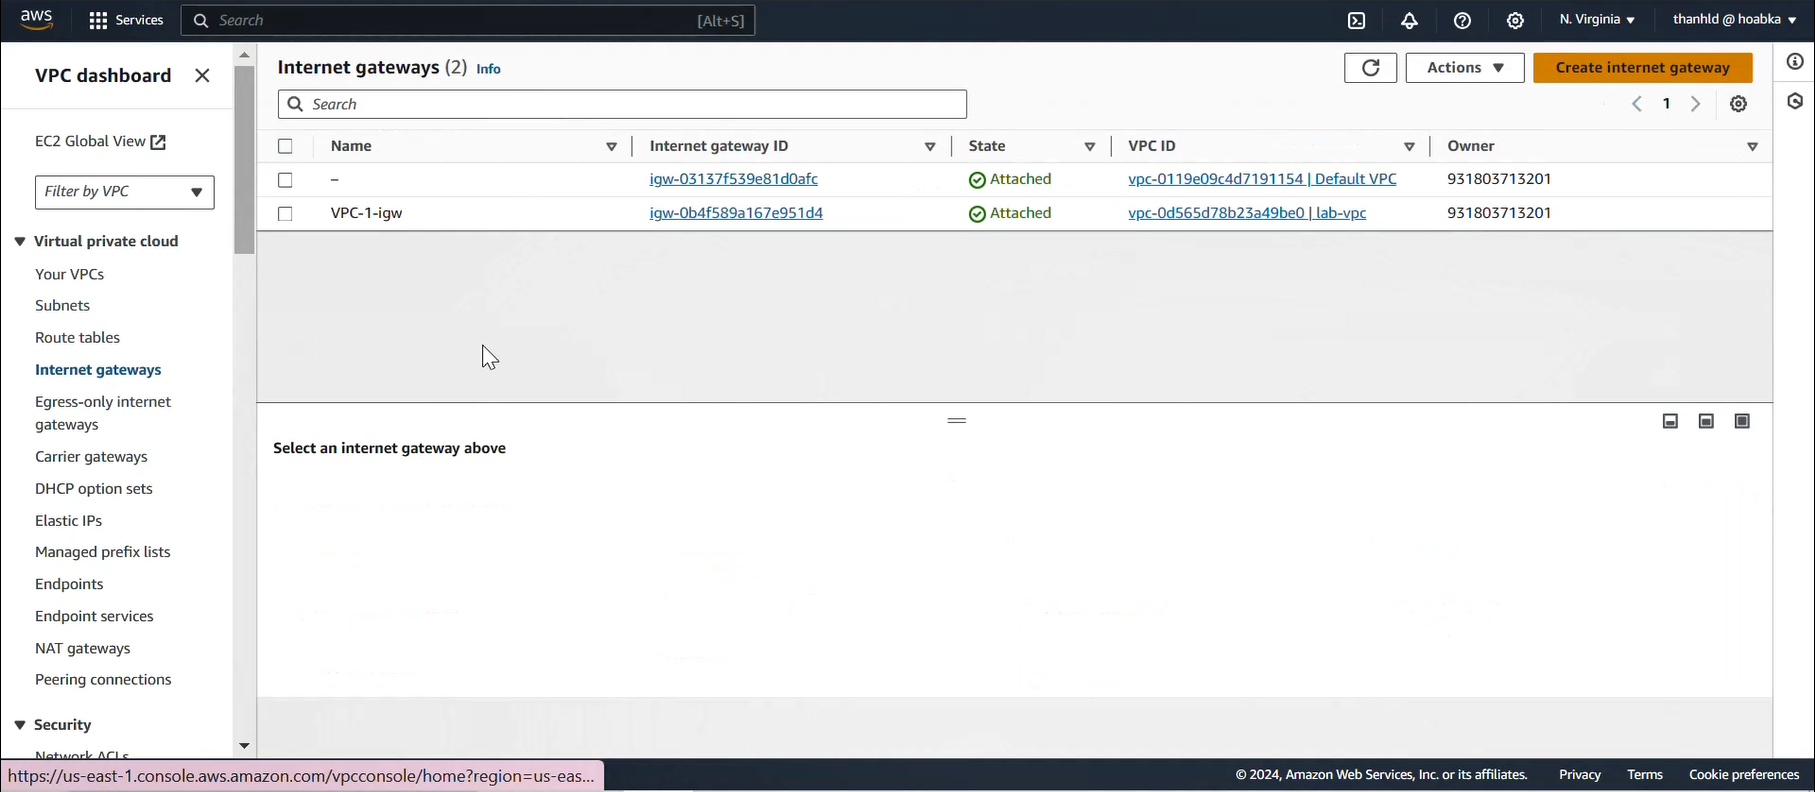 aws
Services
Search [Alt+S]
N. Virginia
thanhld @ hoabka
VPC dashboard
EC2 Global View
Filter by VPC
Virtual private cloud
Your VPCs
Subnets
Route tables
Internet gateways
Egress-only internet
gateways
Carrier gateways
DHCP option sets
Elastic IPs
Managed prefix lists
Endpoints
Endpoint services
NAT gateways
Peering connections
Security
Network ACLs
Internet gateways (2) Info
Actions
Create internet gateway
Search
1
Name Internet gateway ID State VPC ID Owner
– igw-03137f539e81d0afc Attached vpc-0119e09c4d7191154 | Default VPC 931803713201
VPC-1-igw igw-0b4f589a167e951d4 Attached vpc-0d565d78b23a49be0 | lab-vpc 931803713201
Select an internet gateway above
https://us-east-1.console.aws.amazon.com/vpcconsole/home?region=us-eas...
© 2024, Amazon Web Services, Inc. or its affiliates. Privacy Terms Cookie preferences